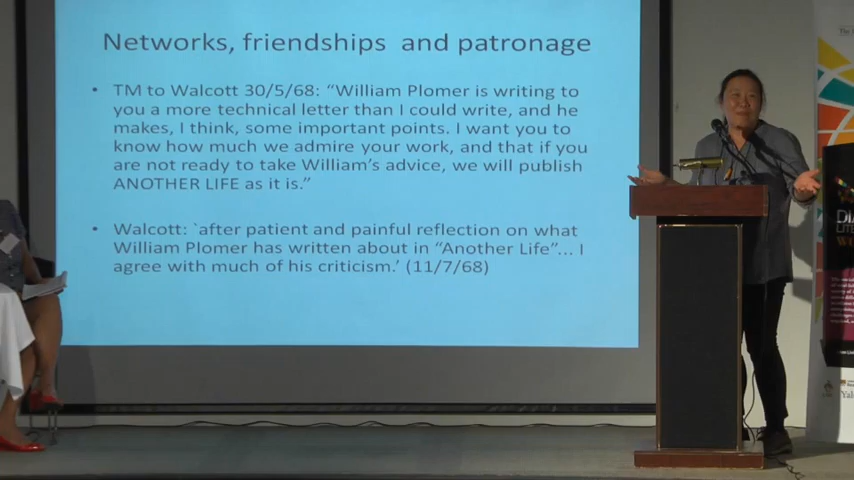 Networks, friendships and patronage
• TM to Walcott 30/5/68: “William Plomer is writing to
you a more technical letter than I could write, and he
makes, I think, some important points. I want you to
know how much we admire your work, and that if you
are not ready to take William’s advice, we will publish
ANOTHER LIFE as it is.”
• Walcott: `after patient and painful reflection on what
William Plomer has written about in “Another Life”... I
agree with much of his criticism.’ (11/7/68)